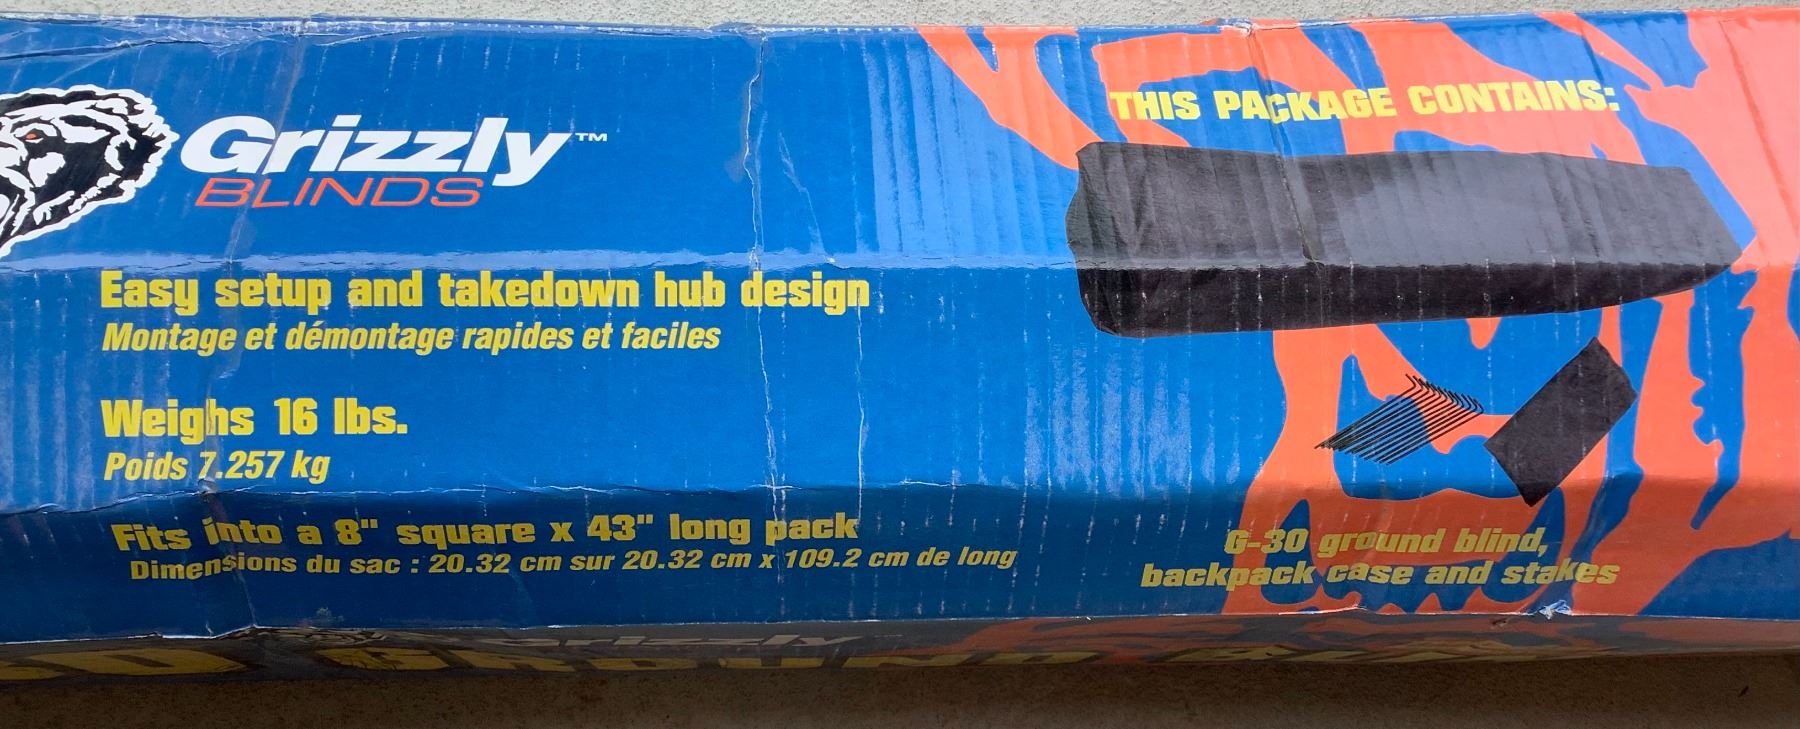 Grizzly™
BLINDS
Easy setup and takedown hub design
Montage et démontage rapides et faciles
Weighs 16 lbs.
Poids 7.257 kg
Fits into a 8" square x 43" long pack
Dimensions du sac : 20.32 cm sur 20.32 cm x 109.2 cm de long
THIS PACKAGE CONTAINS:
G-30 ground blind,
backpack case and stakes
Grizzly
GROUND